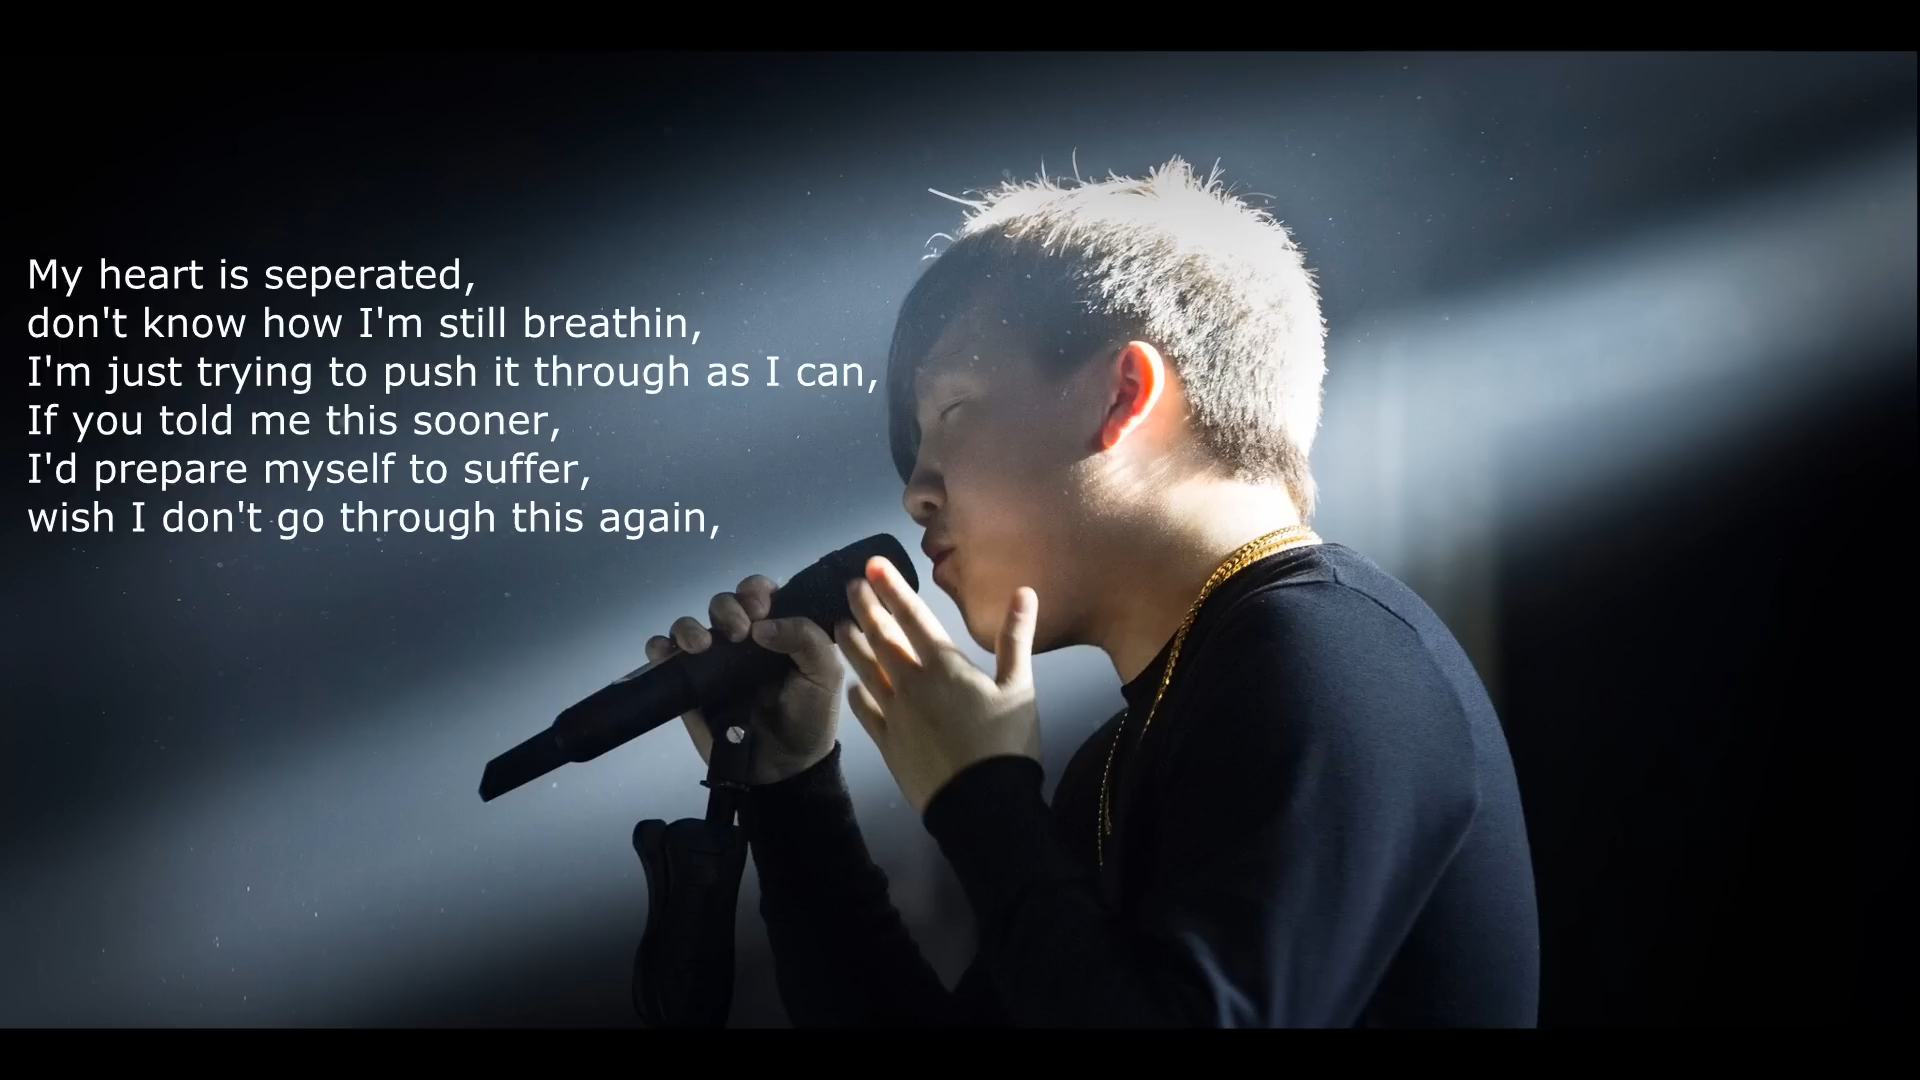 My heart is seperated,
don't know how I'm still breathin,
I'm just trying to push it through as I can,
If you told me this sooner,
I'd prepare myself to suffer,
wish I don't go through this again,